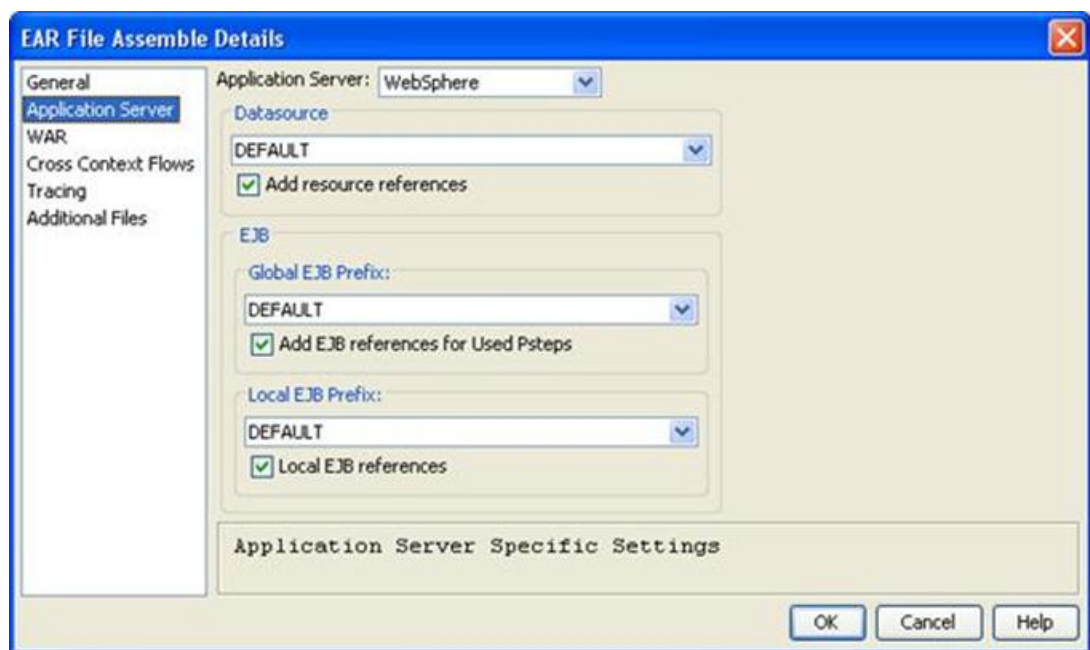 EAR File Assemble Details
General
Application Server
WAR
Cross Context Flows
Tracing
Additional Files
Application Server: WebSphere
Datasource
DEFAULT
Add resource references
EJB
Global EJB Prefix:
DEFAULT
Add EJB references for Used Psteps
Local EJB Prefix:
DEFAULT
Local EJB references
Application Server Specific Settings
OK Cancel Help